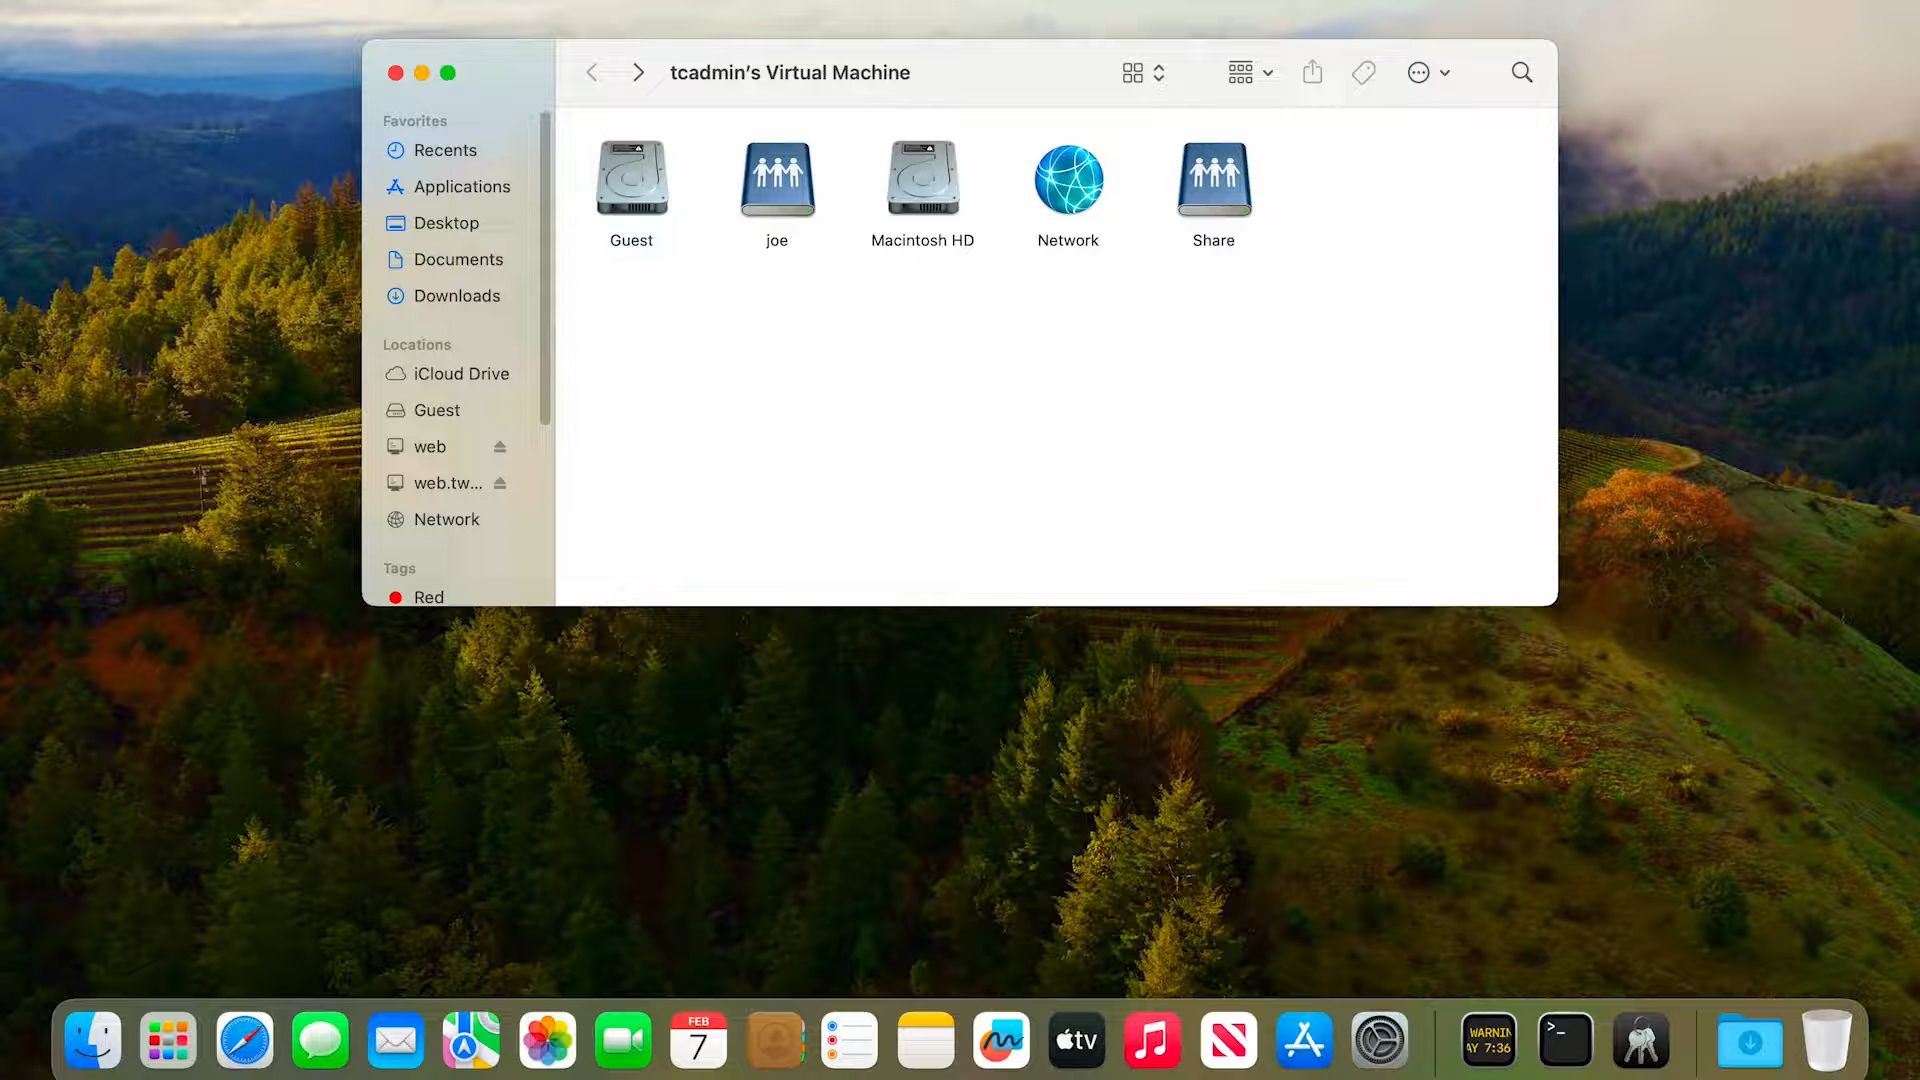 tcadmin’s Virtual Machine
Favorites
Recents
Applications
Desktop
Documents
Downloads
Locations
iCloud Drive
Guest
web
web.tw...
Network
Tags
Red
Guest
joe
Macintosh HD
Network
Share
FEB
7
tv
WARNIN
AY 7:36
>_